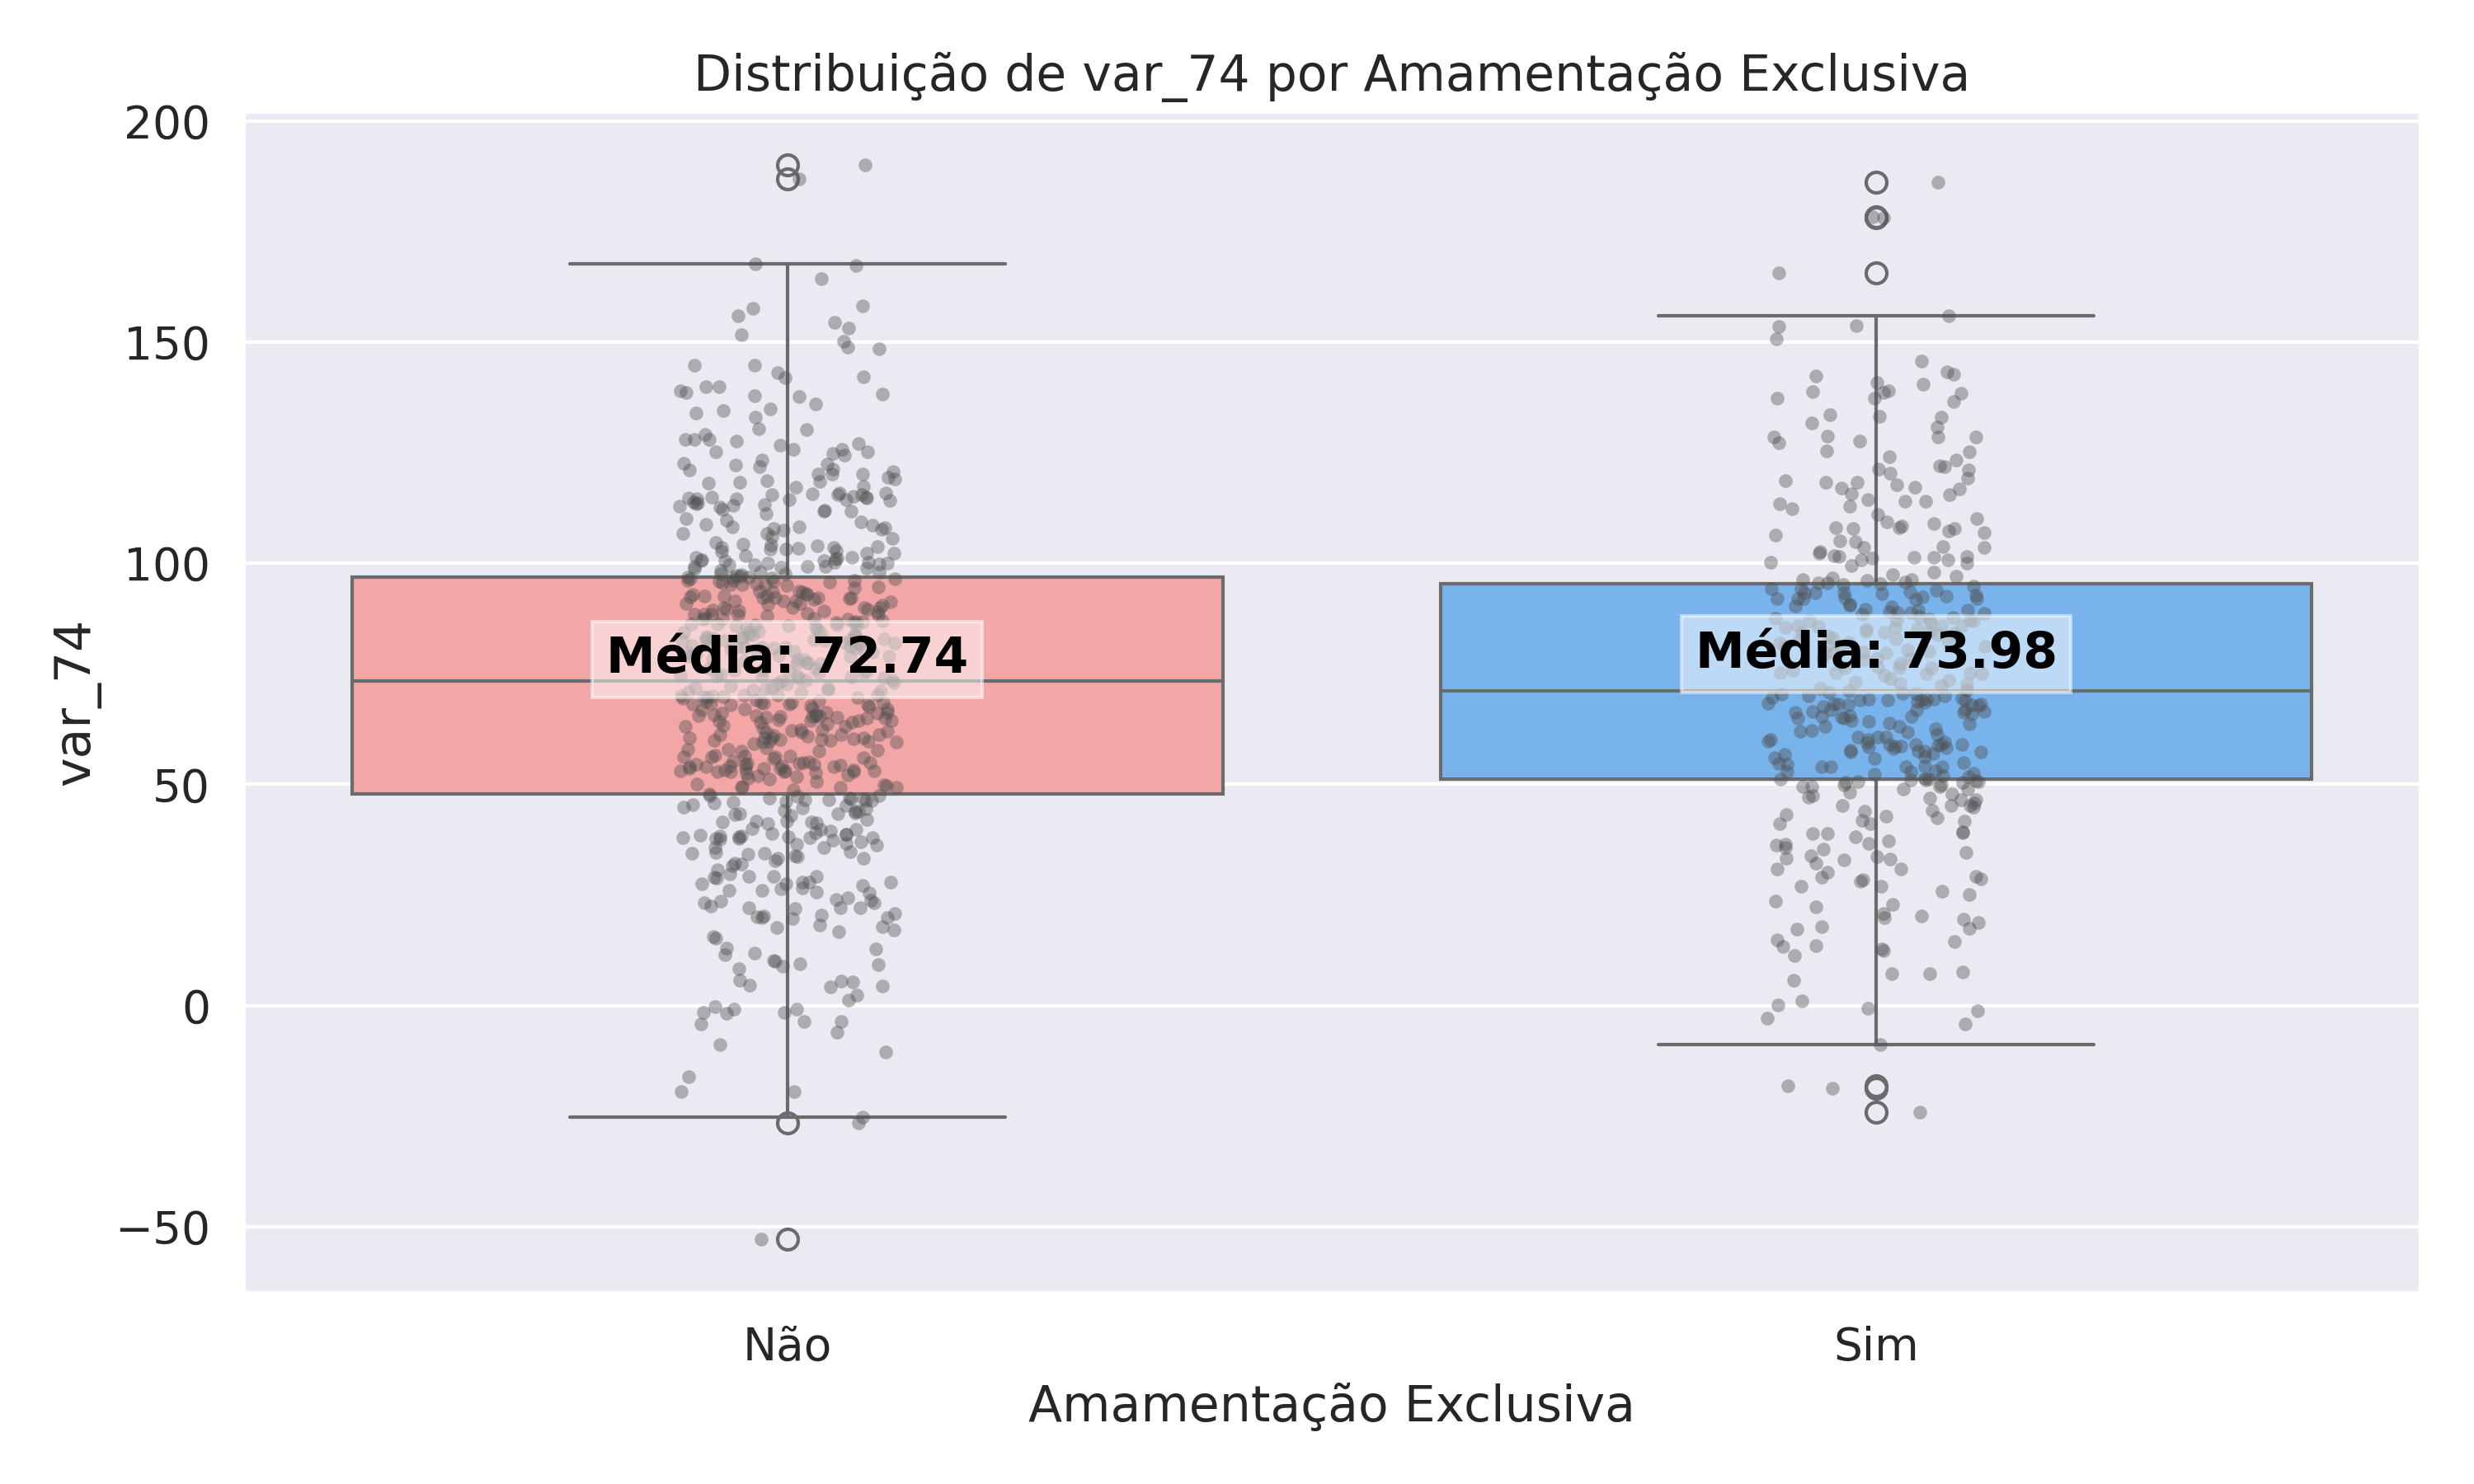 Distribuição de var_74 por Amamentação Exclusiva
200
150
100
50
0
−50
var_74
Média: 72.74
Média: 73.98
Não
Sim
Amamentação Exclusiva